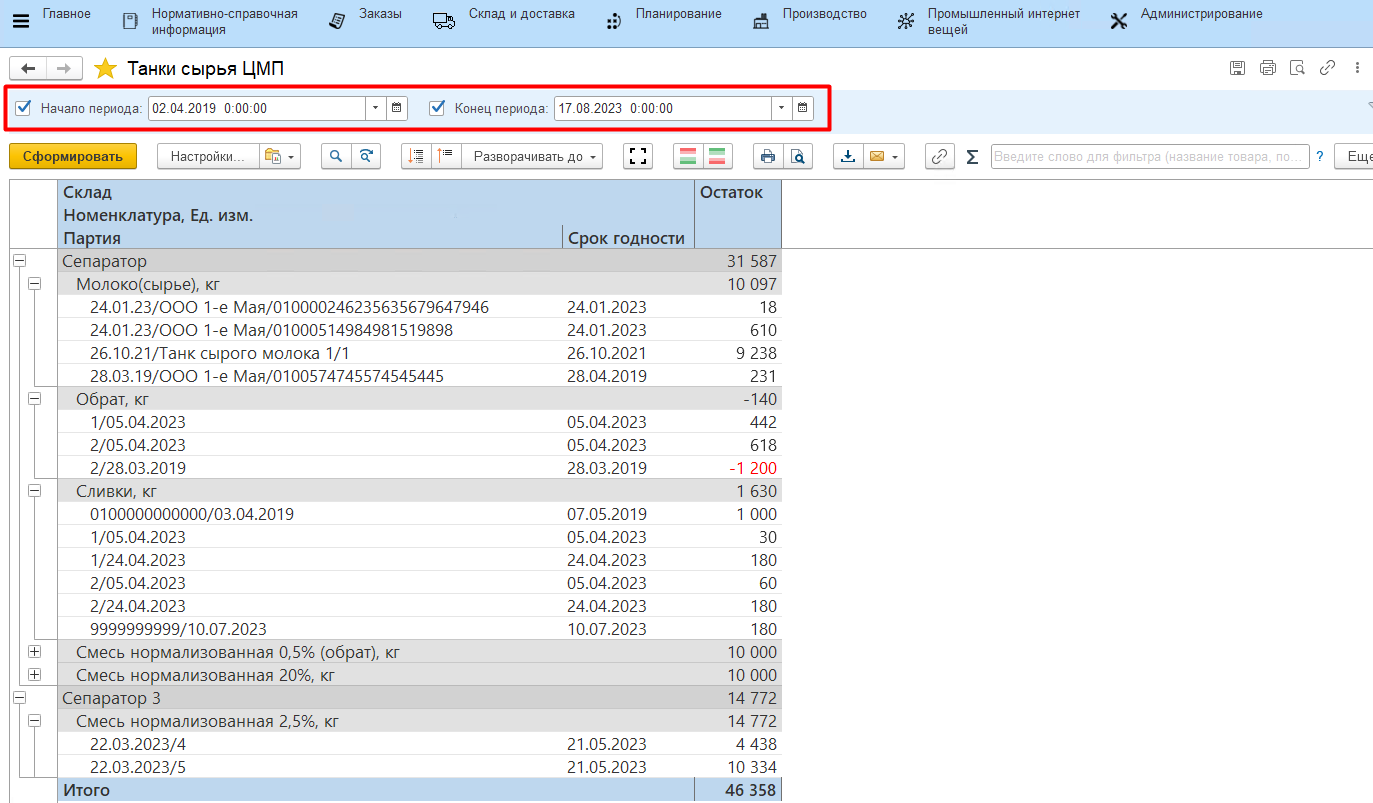 Главное
Нормативно-справочная
информация
Заказы
Склад и доставка
Планирование
Производство
Промышленный интернет
вещей
Администрирование
Танки сырья ЦМП
Начало периода: 02.04.2019 0:00:00 Конец периода: 17.08.2023 0:00:00
Сформировать Настройки... Разворачивать до Σ Введите слово для фильтра (название товара, по... ? Еще
Склад Остаток
Номенклатура, Ед. изм.
Партия Срок годности
Сепаратор 31 587
Молоко(сырье), кг 10 097
24.01.23/ООО 1-е Мая/010000246235635679647946 24.01.2023 18
24.01.23/ООО 1-е Мая/01000514984981519898 24.01.2023 610
26.10.21/Танк сырого молока 1/1 26.10.2021 9 238
28.03.19/ООО 1-е Мая/0100574745574545445 28.04.2019 231
Обрат, кг -140
1/05.04.2023 05.04.2023 442
2/05.04.2023 05.04.2023 618
2/28.03.2019 28.03.2019 -1 200
Сливки, кг 1 630
0100000000000/03.04.2019 07.05.2019 1 000
1/05.04.2023 05.04.2023 30
1/24.04.2023 24.04.2023 180
2/05.04.2023 05.04.2023 60
2/24.04.2023 24.04.2023 180
9999999999/10.07.2023 10.07.2023 180
Смесь нормализованная 0,5% (обрат), кг 10 000
Смесь нормализованная 20%, кг 10 000
Сепаратор 3 14 772
Смесь нормализованная 2,5%, кг 14 772
22.03.2023/4 21.05.2023 4 438
22.03.2023/5 21.05.2023 10 334
Итого 46 358